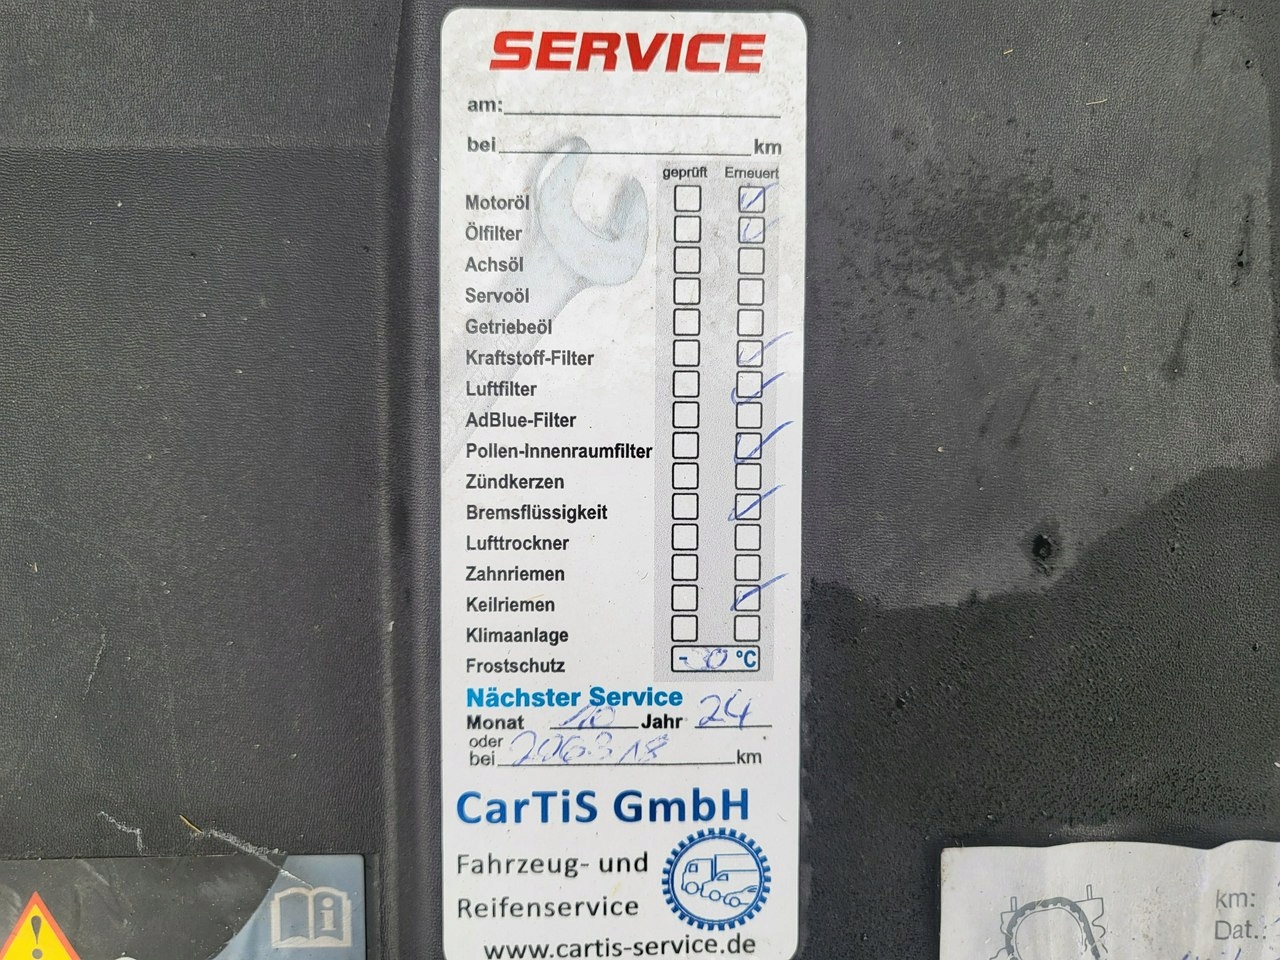 SERVICE
am:
bei km
geprüft Erneuert
Motoröl
Ölfilter
Achsöl
Servoöl
Getriebeöl
Kraftstoff-Filter
Luftfilter
AdBlue-Filter
Pollen-Innenraumfilter
Zündkerzen
Bremsflüssigkeit
Lufttrockner
Zahnriemen
Keilriemen
Klimaanlage
Frostschutz -30 °C
Nächster Service
Monat 10 Jahr 24
oder
bei 206318 km
CarTiS GmbH
Fahrzeug- und
Reifenservice
www.cartis-service.de
km:
Dat.: